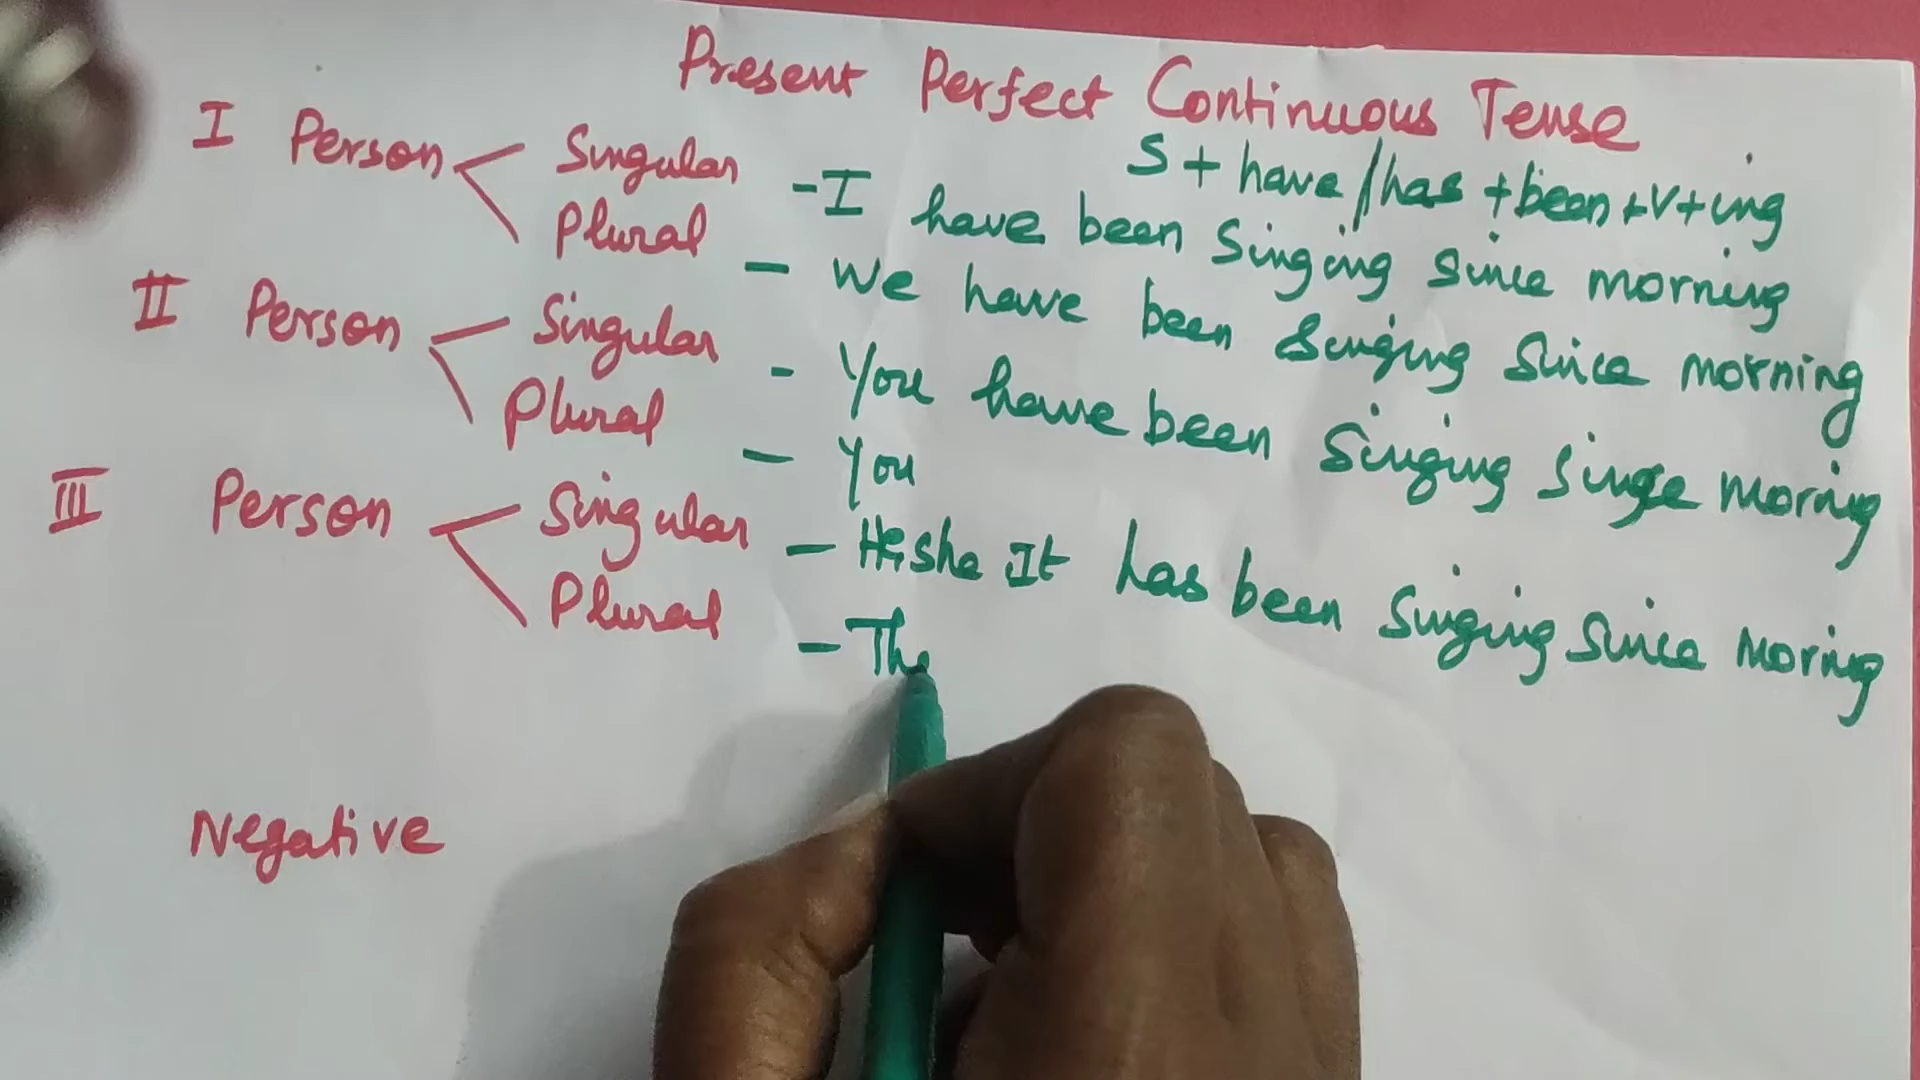 Present Perfect Continuous Tense
S + have / has + been + V + ing
I Person
Singular - I have been singing since morning
Plural - We have been singing since morning
II Person
Singular - You have been singing singe morning
Plural - You
III Person
Singular - He, she It has been singing since moring
Plural - The
Negative